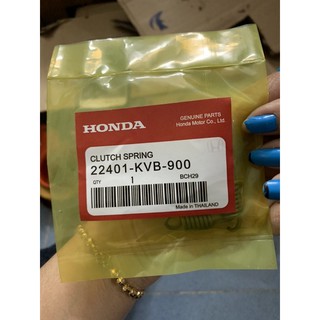 HONDA
GENUINE PARTS
Honda Motor Co., Ltd.
CLUTCH SPRING
22401-KVB-900
QTY 1 BCH29
Made in THAILAND